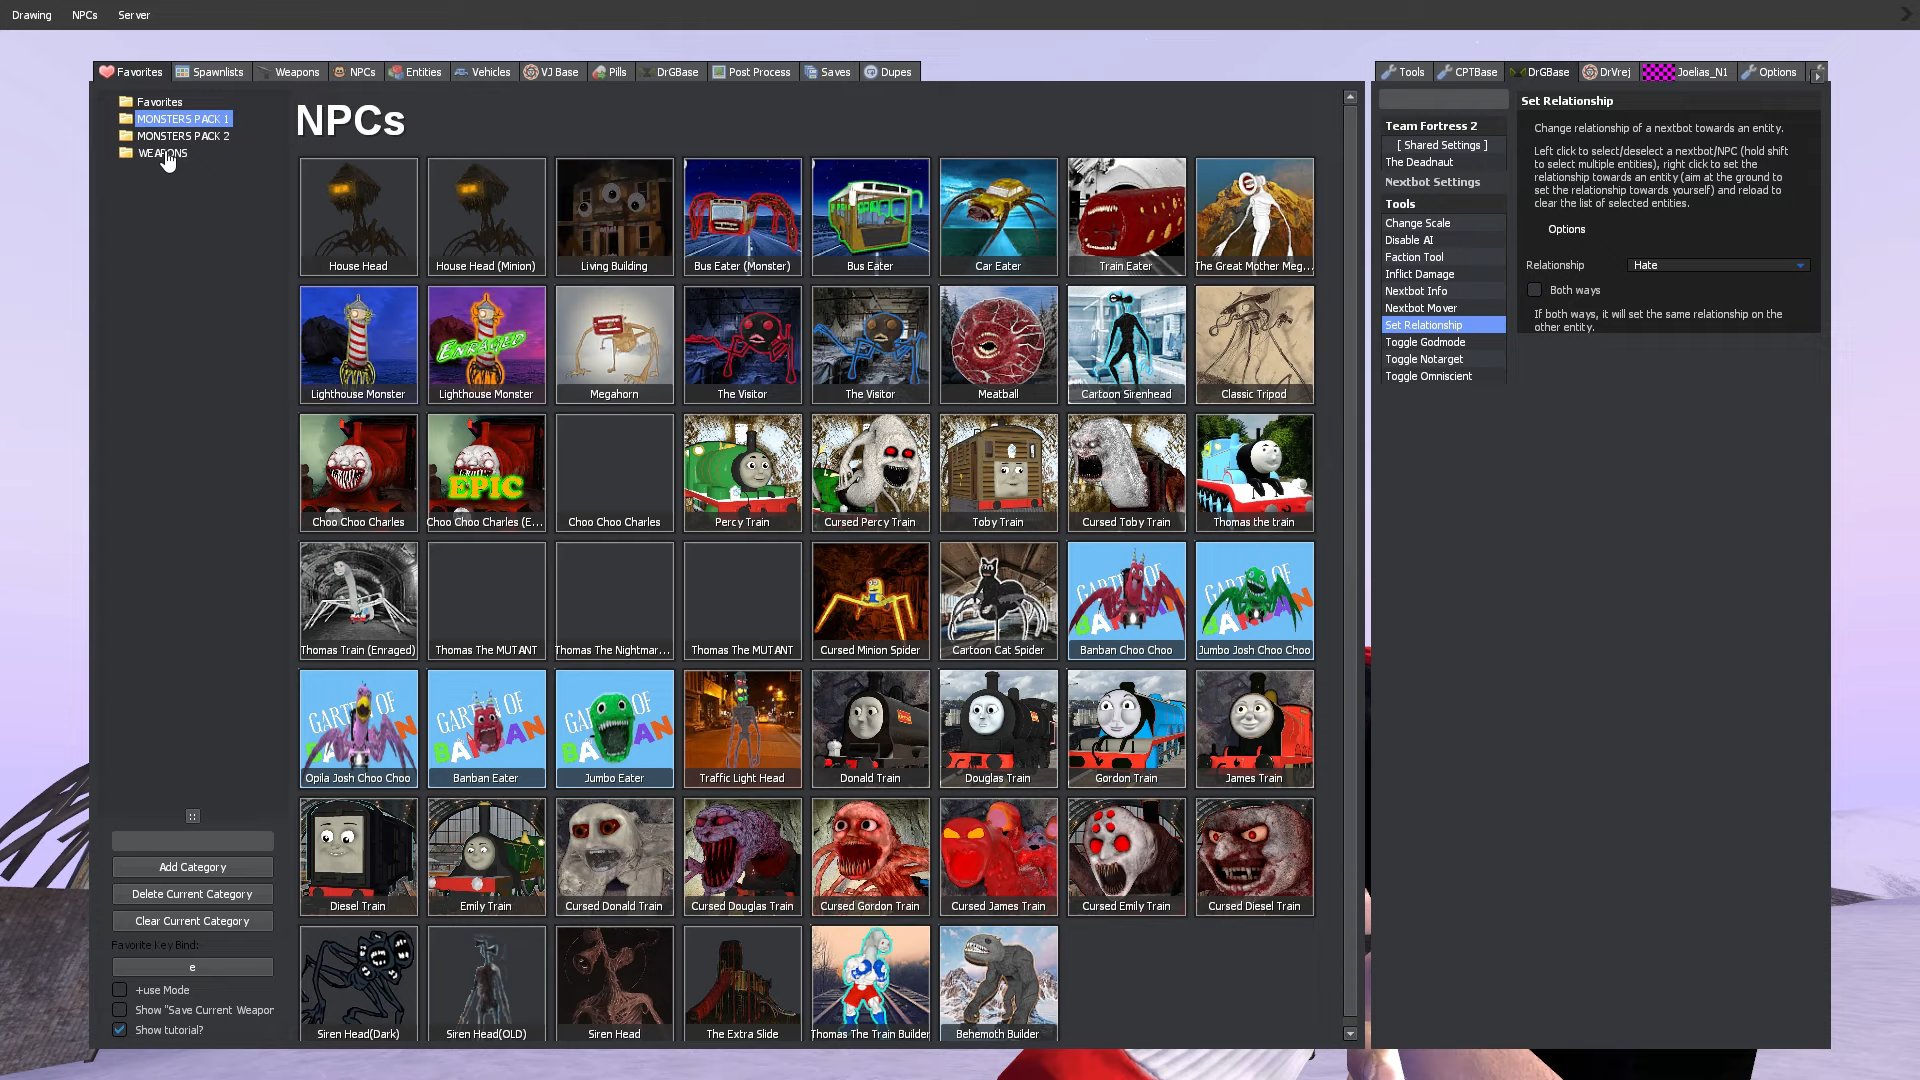 Drawing NPCs Server
Favorites Spawnlists Weapons NPCs Entities Vehicles VJ Base Pills DrGBase Post Process Saves Dupes
Favorites
MONSTERS PACK 1
MONSTERS PACK 2
WEAPONS
NPCs
House Head House Head (Minion) Living Building Bus Eater (Monster) Bus Eater Car Eater Train Eater The Great Mother Meg...
ENRAGED
Lighthouse Monster Lighthouse Monster Megahorn The Visitor The Visitor Meatball Cartoon Sirenhead Classic Tripod
EPIC
Choo Choo Charles Choo Choo Charles (E... Choo Choo Charles Percy Train Cursed Percy Train Toby Train Cursed Toby Train Thomas the train
Thomas Train (Enraged) Thomas The MUTANT Thomas The Nightmar... Thomas The MUTANT Cursed Minion Spider Cartoon Cat Spider Banban Choo Choo Jumbo Josh Choo Choo
Opila Josh Choo Choo Banban Eater Jumbo Eater Traffic Light Head Donald Train Douglas Train Gordon Train James Train
Diesel Train Emily Train Cursed Donald Train Cursed Douglas Train Cursed Gordon Train Cursed James Train Cursed Emily Train Cursed Diesel Train
Siren Head(Dark) Siren Head(OLD) Siren Head The Extra Slide Thomas The Train Builder Behemoth Builder
Add Category
Delete Current Category
Clear Current Category
Favorite Key Bind:
e
+use Mode
Show "Save Current Weapor
Show tutorial?
Tools CPTBase DrGBase DrVrej Joelias_N1 Options
Team Fortress 2
[ Shared Settings ]
The Deadnaut
Nextbot Settings
Tools
Change Scale
Disable AI
Faction Tool
Inflict Damage
Nextbot Info
Nextbot Mover
Set Relationship
Toggle Godmode
Toggle Notarget
Toggle Omniscient
Set Relationship
Change relationship of a nextbot towards an entity.
Left click to select/deselect a nextbot/NPC (hold shift
to select multiple entities), right click to set the
relationship towards an entity (aim at the ground to
set the relationship towards yourself) and reload to
clear the list of selected entities.
Options
Relationship Hate
Both ways
If both ways, it will set the same relationship on the
other entity.